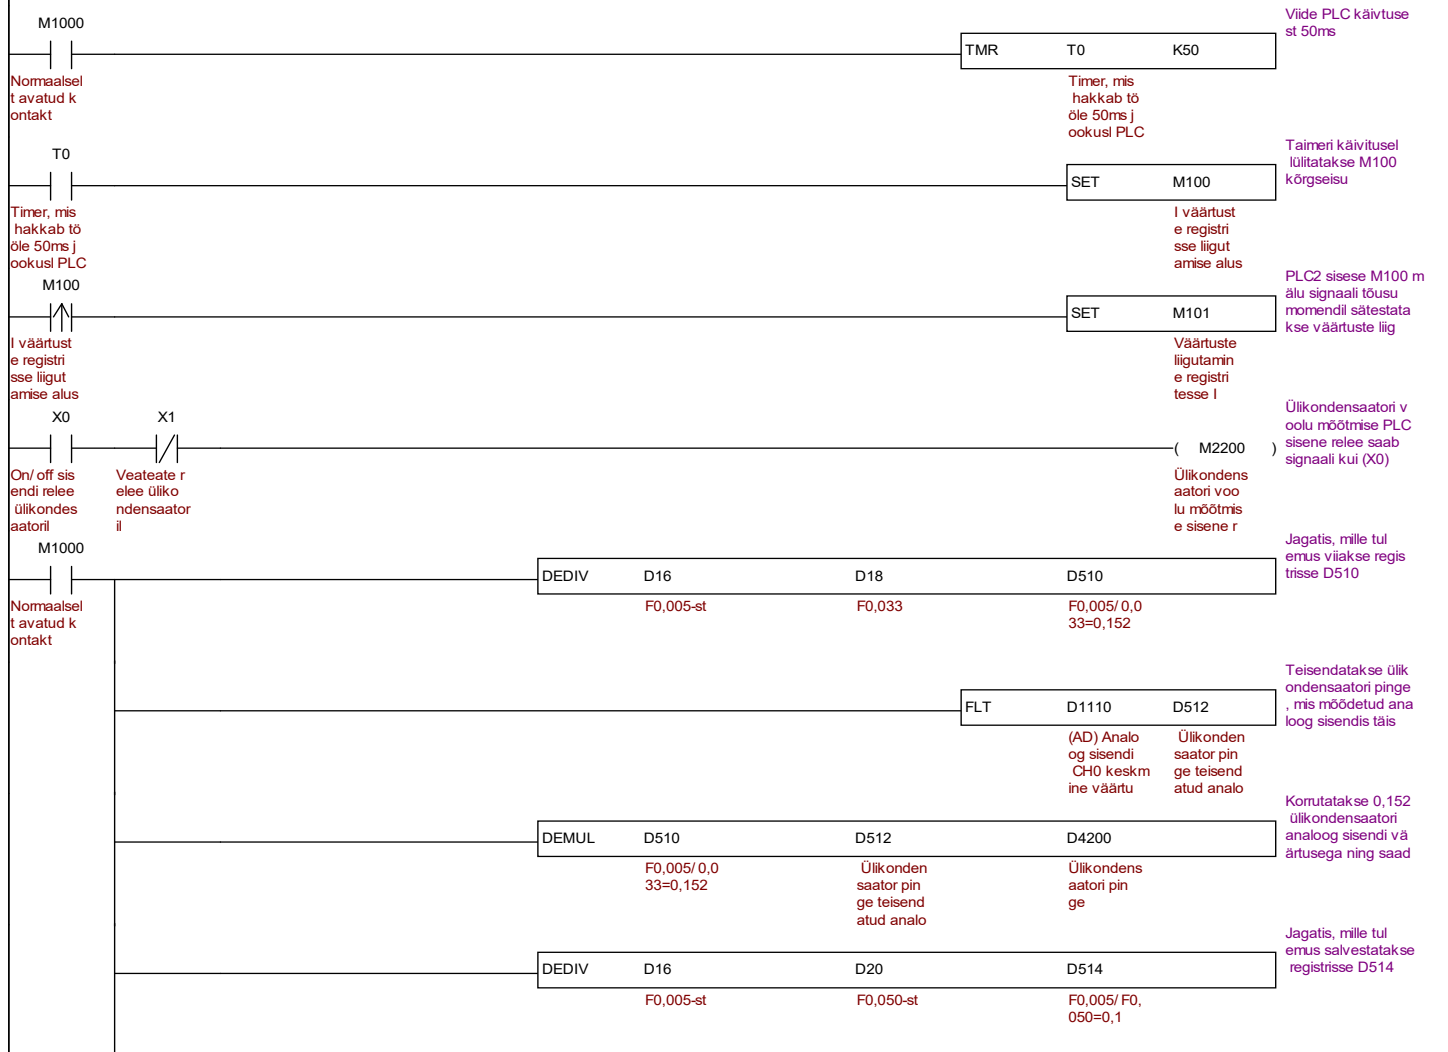 M1000
Viide PLC käivtuse
st 50ms
TMR T0 K50
Normaalsel
t avatud k
ontakt
Timer, mis
hakkab tö
öle 50ms j
ookusl PLC
T0
Taimeri käivitusel
lülitatakse M100
kõrgseisu
SET M100
Timer, mis
hakkab tö
öle 50ms j
ookusl PLC
I väärtust
e registri
sse liigut
amise alus
M100
PLC2 sisese M100 m
älu signaali tõusu
momendil sätestata
kse väärtuste liig
SET M101
I väärtust
e registri
sse liigut
amise alus
Väärtuste
liigutamin
e registri
tesse I
X0 X1
Ülikondensaatori v
oolu mõõtmise PLC
sisene relee saab
signaali kui (X0)
( M2200 )
On/off sis
endi relee
ülikondes
aatoril
Veateate r
elee üliko
ndensaator
il
Ülikondens
aatori voo
lu mõõtmis
e sisene r
M1000
Jagatis, mille tul
emus viiakse regis
trisse D510
DEDIV D16 D18 D510
Normaalsel
t avatud k
ontakt
F0,005-st
F0,033
F0,005/0,0
33=0,152
Teisendatakse ülik
ondensaatori pinge
, mis mõõdetud ana
loog sisendis täis
FLT D1110 D512
(AD) Analo
og sisendi
CH0 keskm
ine väärtu
Ülikonden
saator pin
ge teisend
atud analo
Korrutatakse 0,152
ülikondensaatori
analoog sisendi vä
ärtusega ning saad
DEMUL D510 D512 D4200
F0,005/0,0
33=0,152
Ülikonden
saator pin
ge teisend
atud analo
Ülikondens
aatori pin
ge
Jagatis, mille tul
emus salvestatakse
registrisse D514
DEDIV D16 D20 D514
F0,005-st
F0,050-st
F0,005/F0,
050=0,1